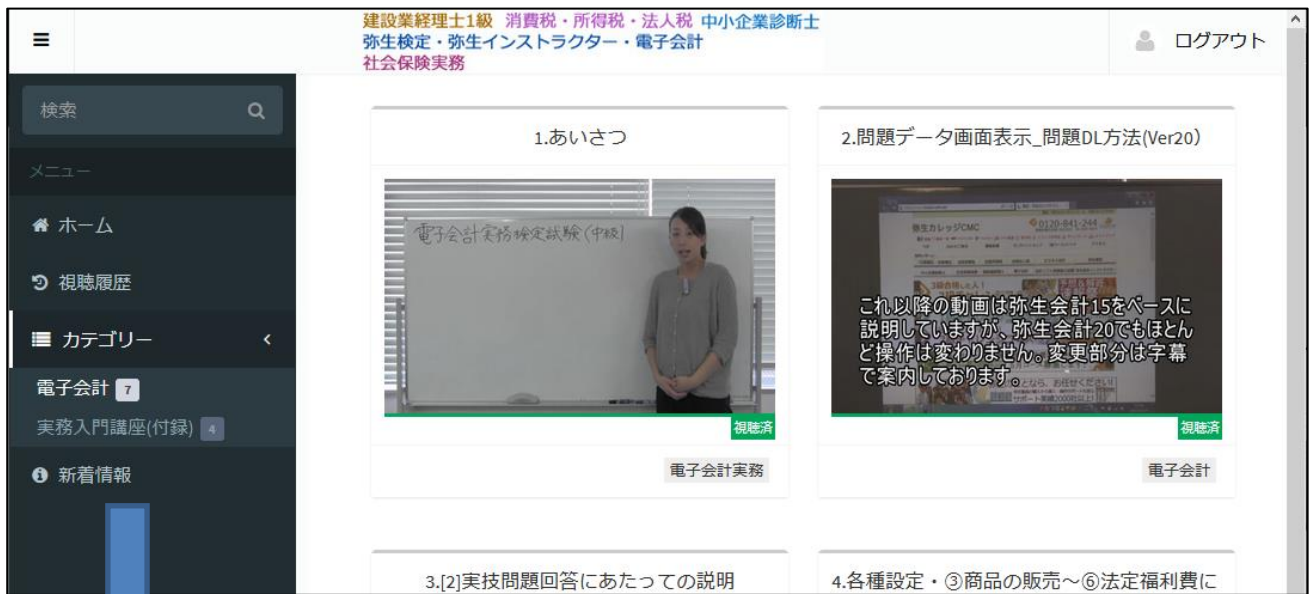 建設業経理士1級 消費税・所得税・法人税 中小企業診断士
弥生検定・弥生インストラクター・電子会計
社会保険実務
ログアウト
検索
メニュー
ホーム
視聴履歴
カテゴリー
電子会計 7
実務入門講座(付録) 4
新着情報
1.あいさつ
電子会計実務検定試験(中級)
視聴済
電子会計実務
2.問題データ画面表示_問題DL方法(Ver20)
弥生カレッジCMC
0120-941-244
これ以降の動画は弥生会計15をベースに
説明していますが、弥生会計20でもほとん
ど操作は変わりません。変更部分は字幕
で案内しております。
視聴済
電子会計
3.[2]実技問題回答にあたっての説明
4.各種設定・③商品の販売～⑥法定福利費に